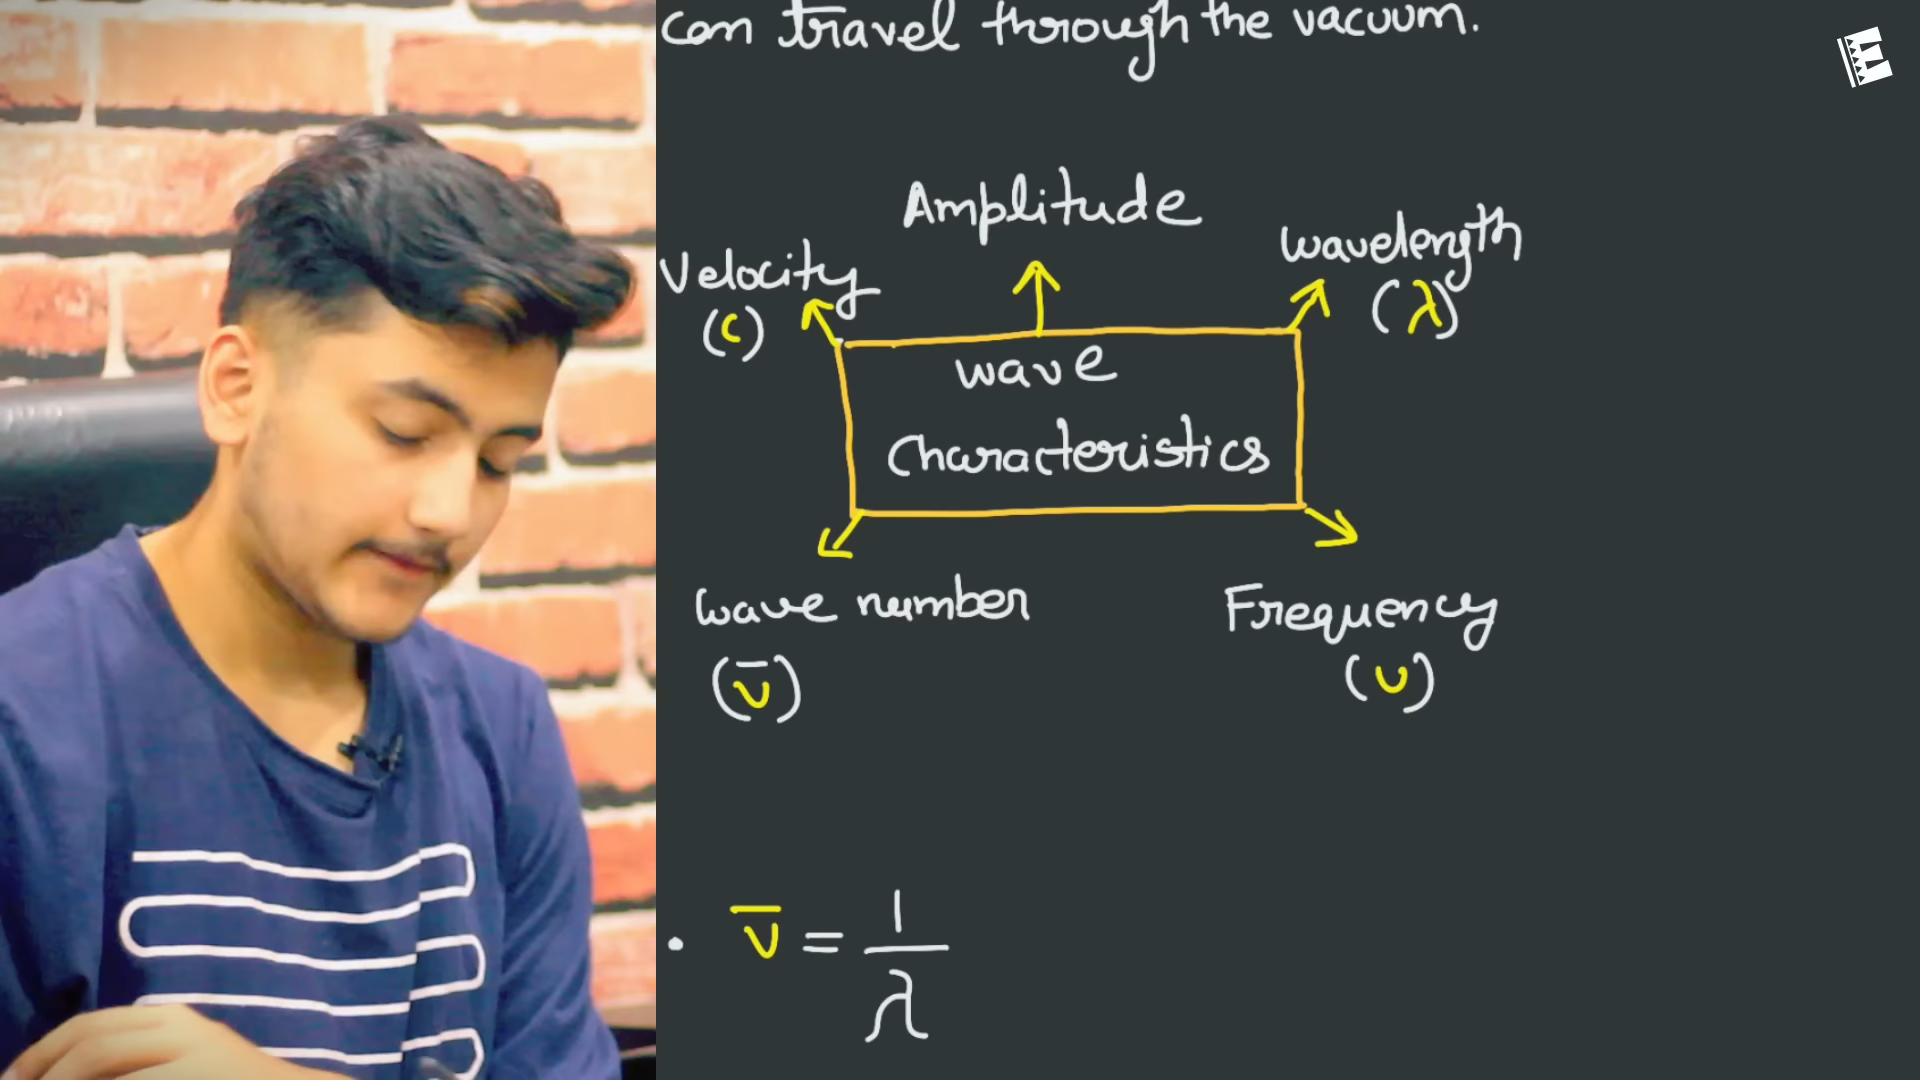 can travel through the vacuum.
Amplitude
Velocity
(c)
wavelength
(λ)
wave
characteristics
wave number
(ν̅)
Frequency
(ν)
• ν̅ = 1/λ
E